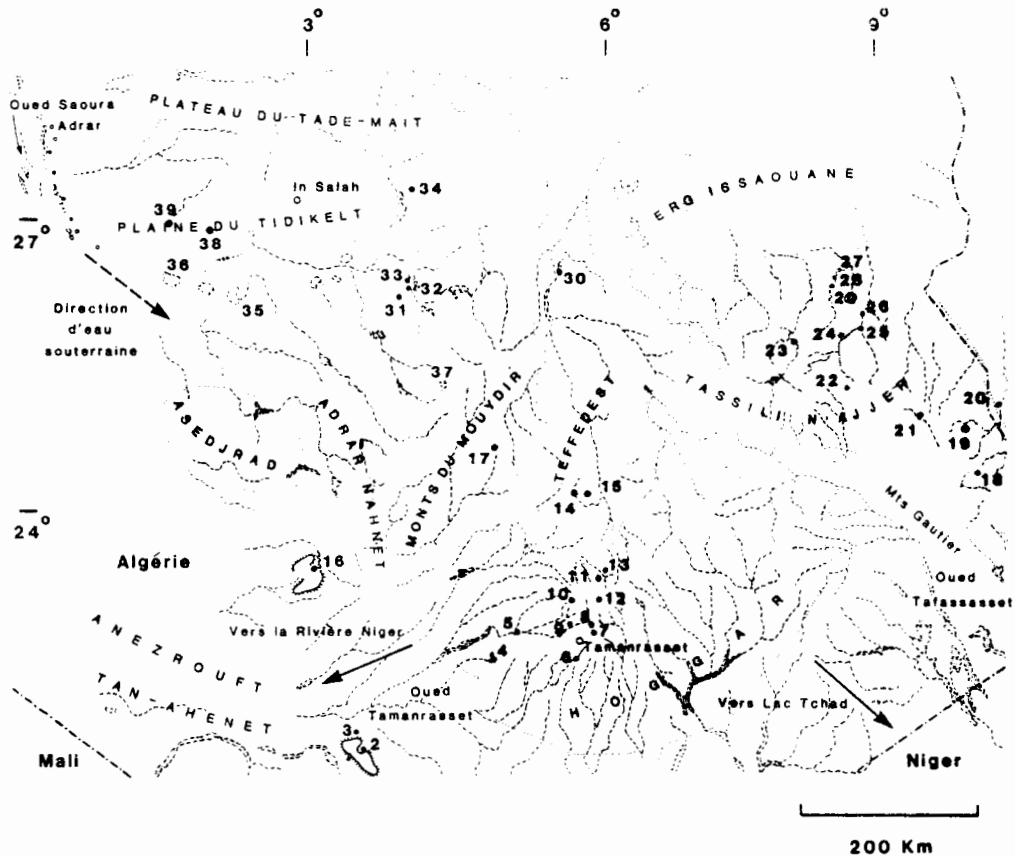 3°
6°
9°
Oued Saoura
Adrar
PLATEAU DU TADE-MAIT
In Salah
34
ERG I6SAOUANE
39
PLAINE DU TIDIKELT
27°
38
36
33
32
31
30
27
28
29
26
25
24
23
22
Direction
d'eau
souterraine
35
37
TASSILI N'AJJER
20
21
19
18
ASEDJRAD
ADRAR NAHNET
MONTS DU MOUYDIR
17
TEFFEDEST
15
14
24°
Mts Gautier
Algérie
16
13
11
Oued
Tafassasset
10
12
ANEZROUFT
Vers la Rivière Niger
5
8
9
7
Tamanrasset
4
6
HOGGAR
TAN-AHENET
Oued
Tamanrasset
Vers Lac Tchad
3
2
Mali
Niger
200 Km